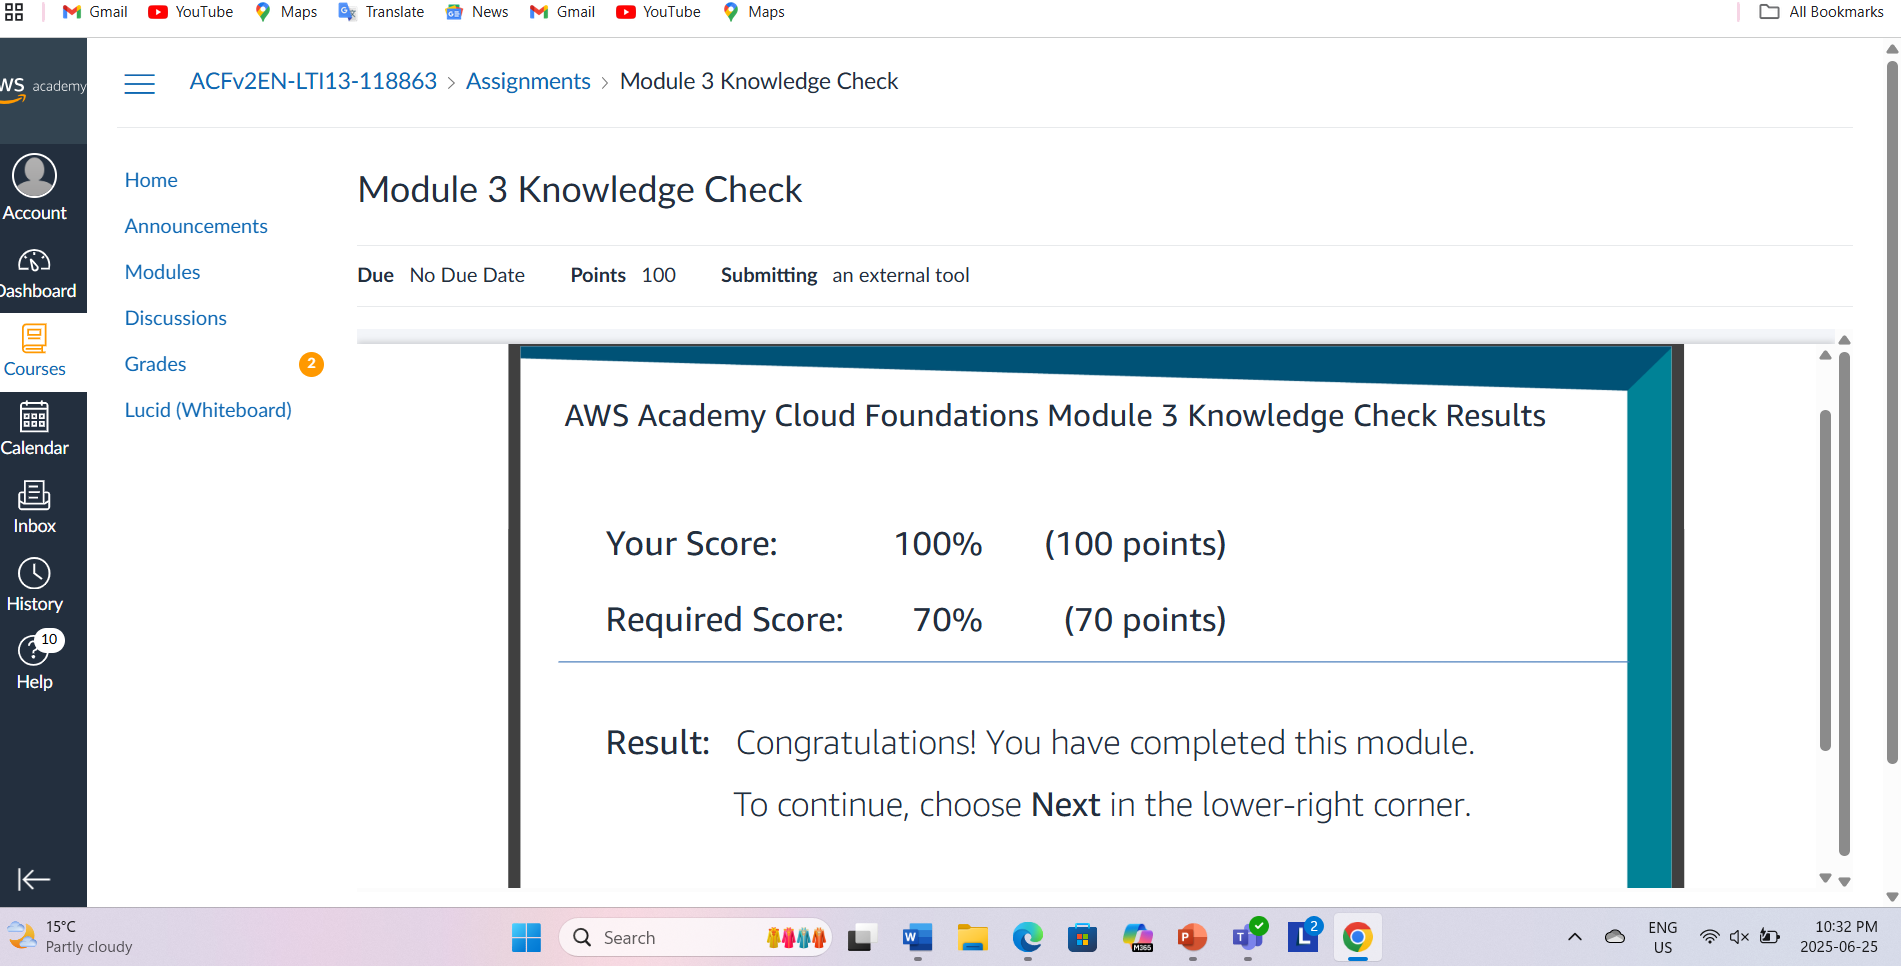 Gmail YouTube Maps Translate News Gmail YouTube Maps All Bookmarks
WS academy
ACFv2EN-LTI13-118863 > Assignments > Module 3 Knowledge Check
Account
Dashboard
Courses
Calendar
Inbox
History
10
Help
Home
Announcements
Modules
Discussions
Grades 2
Lucid (Whiteboard)
Module 3 Knowledge Check
Due No Due Date Points 100 Submitting an external tool
AWS Academy Cloud Foundations Module 3 Knowledge Check Results
Your Score: 100% (100 points)
Required Score: 70% (70 points)
Result: Congratulations! You have completed this module.
To continue, choose Next in the lower-right corner.
15°C
Partly cloudy
Search
W
M365
P
T
L
2
ENG
US
10:32 PM
2025-06-25